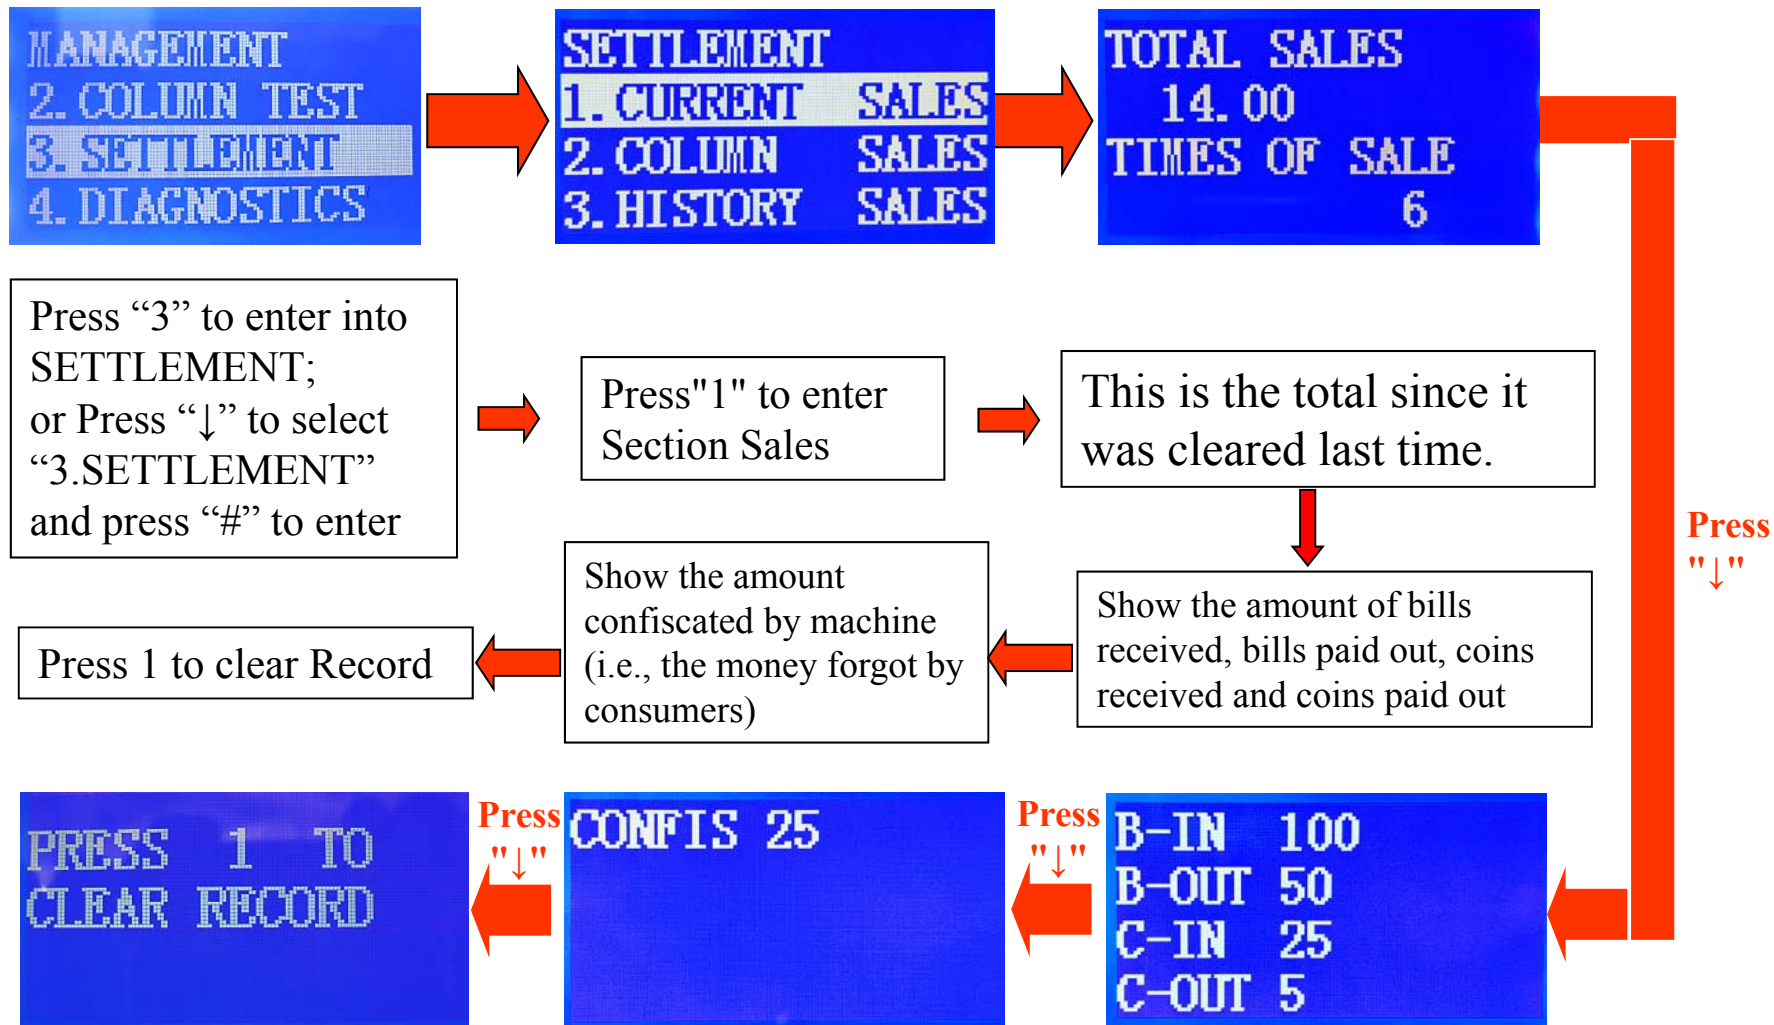 MANAGEMENT
2. COLUMN TEST
3. SETTLEMENT
4. DIAGNOSTICS
SETTLEMENT
1. CURRENT SALES
2. COLUMN SALES
3. HISTORY SALES
TOTAL SALES
14.00
TIMES OF SALE
6
Press “3” to enter into
SETTLEMENT;
or Press “↓” to select
“3.SETTLEMENT”
and press “#” to enter
Press"1" to enter
Section Sales
This is the total since it
was cleared last time.
Press
"↓"
Show the amount of bills
received, bills paid out, coins
received and coins paid out
Show the amount
confiscated by machine
(i.e., the money forgot by
consumers)
Press 1 to clear Record
B-IN 100
B-OUT 50
C-IN 25
C-OUT 5
Press
"↓"
CONFIS 25
Press
"↓"
PRESS 1 TO
CLEAR RECORD